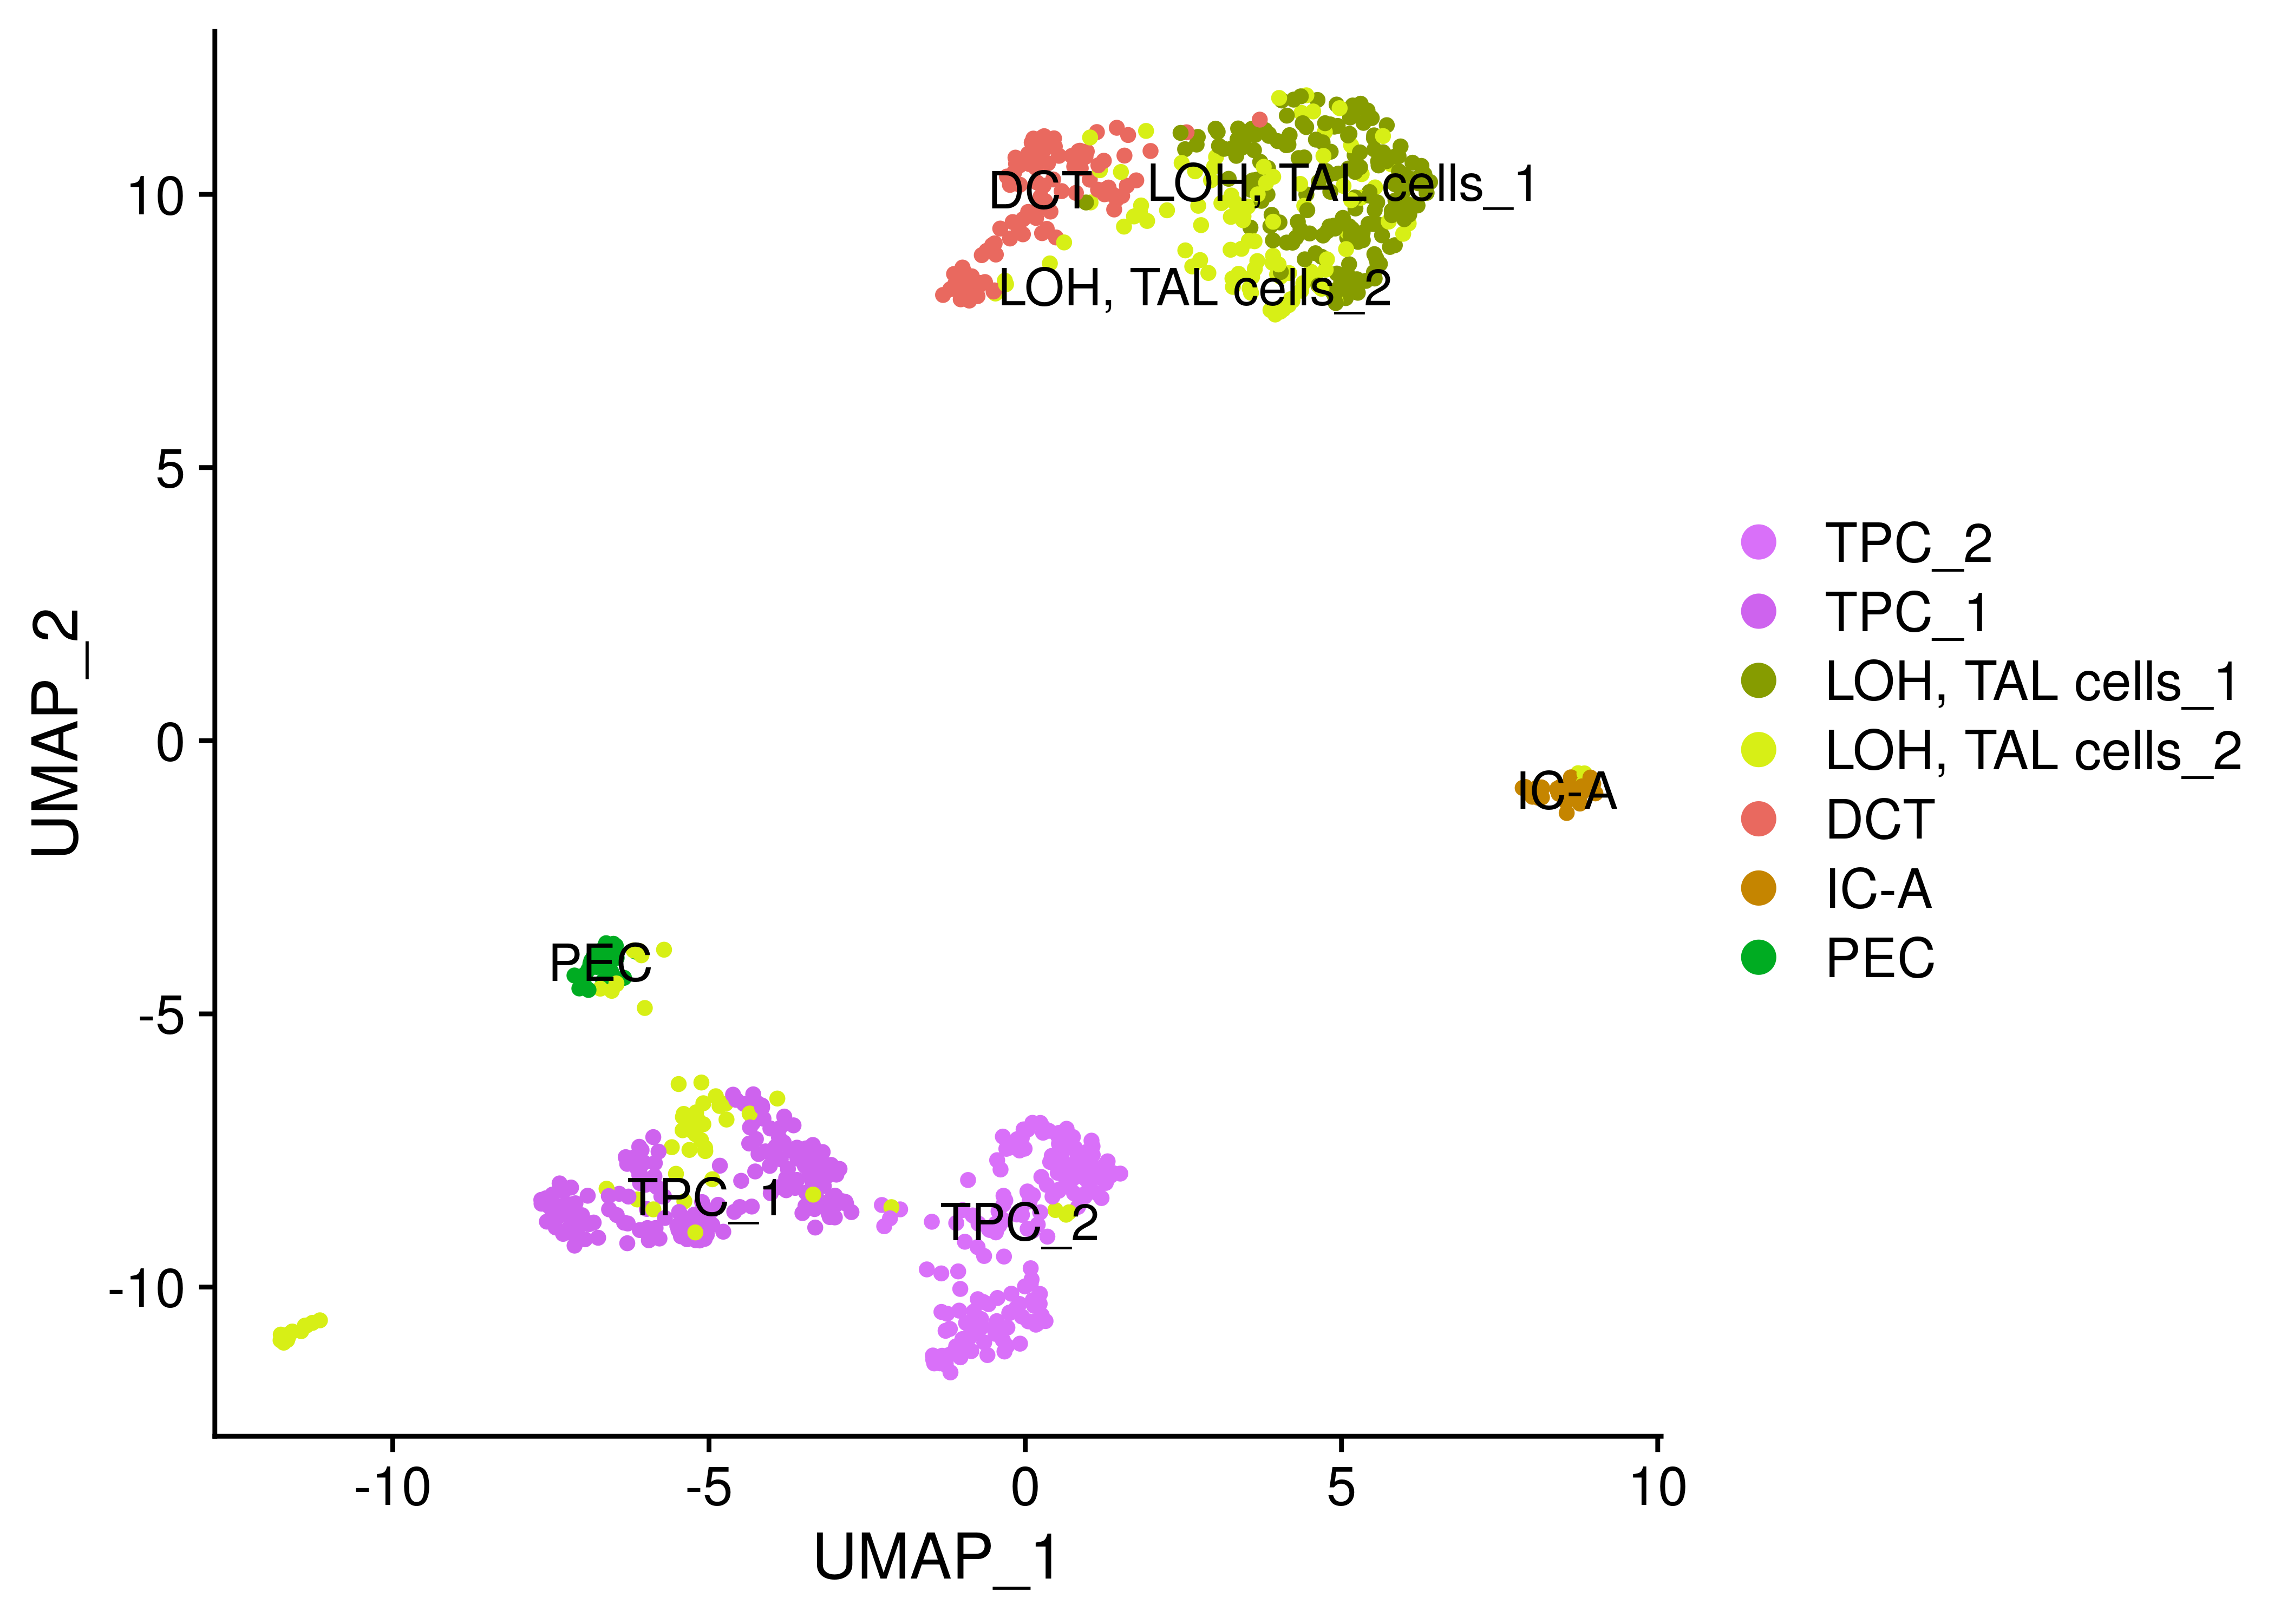 10
5
0
-5
-10
UMAP_2
DCT
LOH, TAL cells_1
LOH, TAL cells_2
IC-A
PEC
TPC_1
TPC_2
-10
-5
0
5
10
UMAP_1
TPC_2
TPC_1
LOH, TAL cells_1
LOH, TAL cells_2
DCT
IC-A
PEC